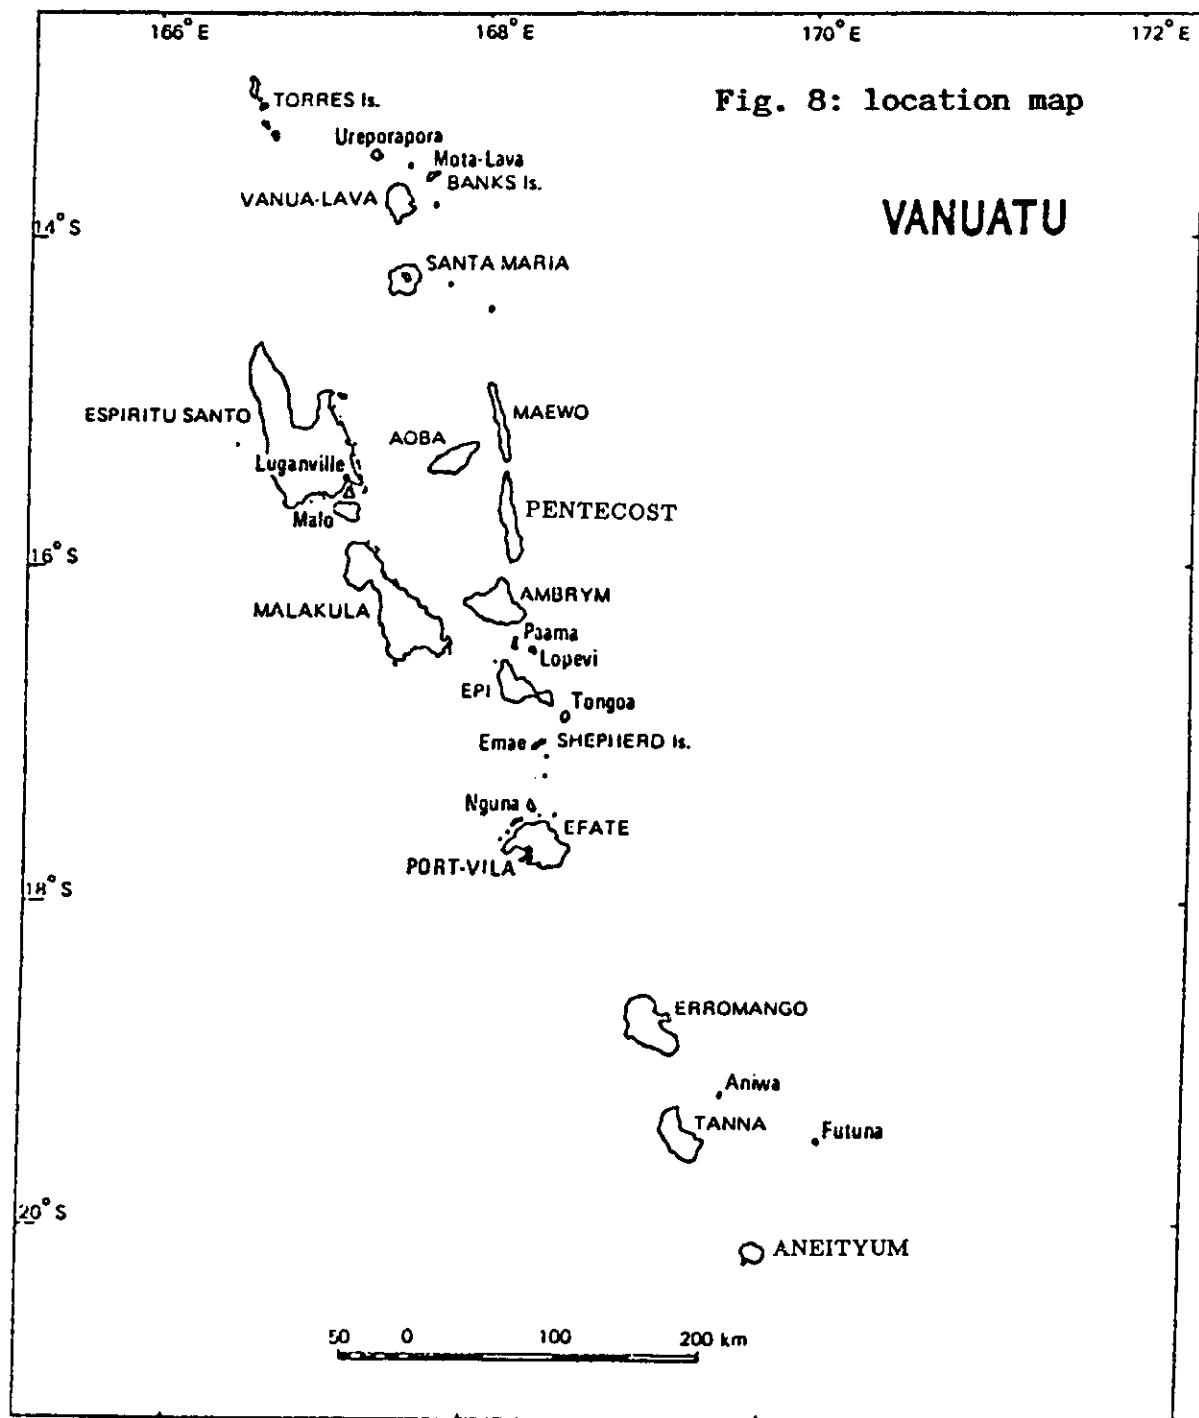 166°E 168°E 170°E 172°E
TORRES Is.
Fig. 8: location map
Ureporapora
Mota-Lava
BANKS Is.
VANUA-LAVA
VANUATU
14°S
SANTA MARIA
ESPIRITU SANTO
MAEWO
AOBA
Luganville
PENTECOST
Malo
16°S
AMBRYM
MALAKULA
Paama
Lopevi
EPI
Tongoa
Emae
SHEPHERD Is.
Nguna
EFATE
PORT-VILA
18°S
ERROMANGO
Aniwa
TANNA
Futuna
20°S
ANEITYUM
50 0 100 200 km